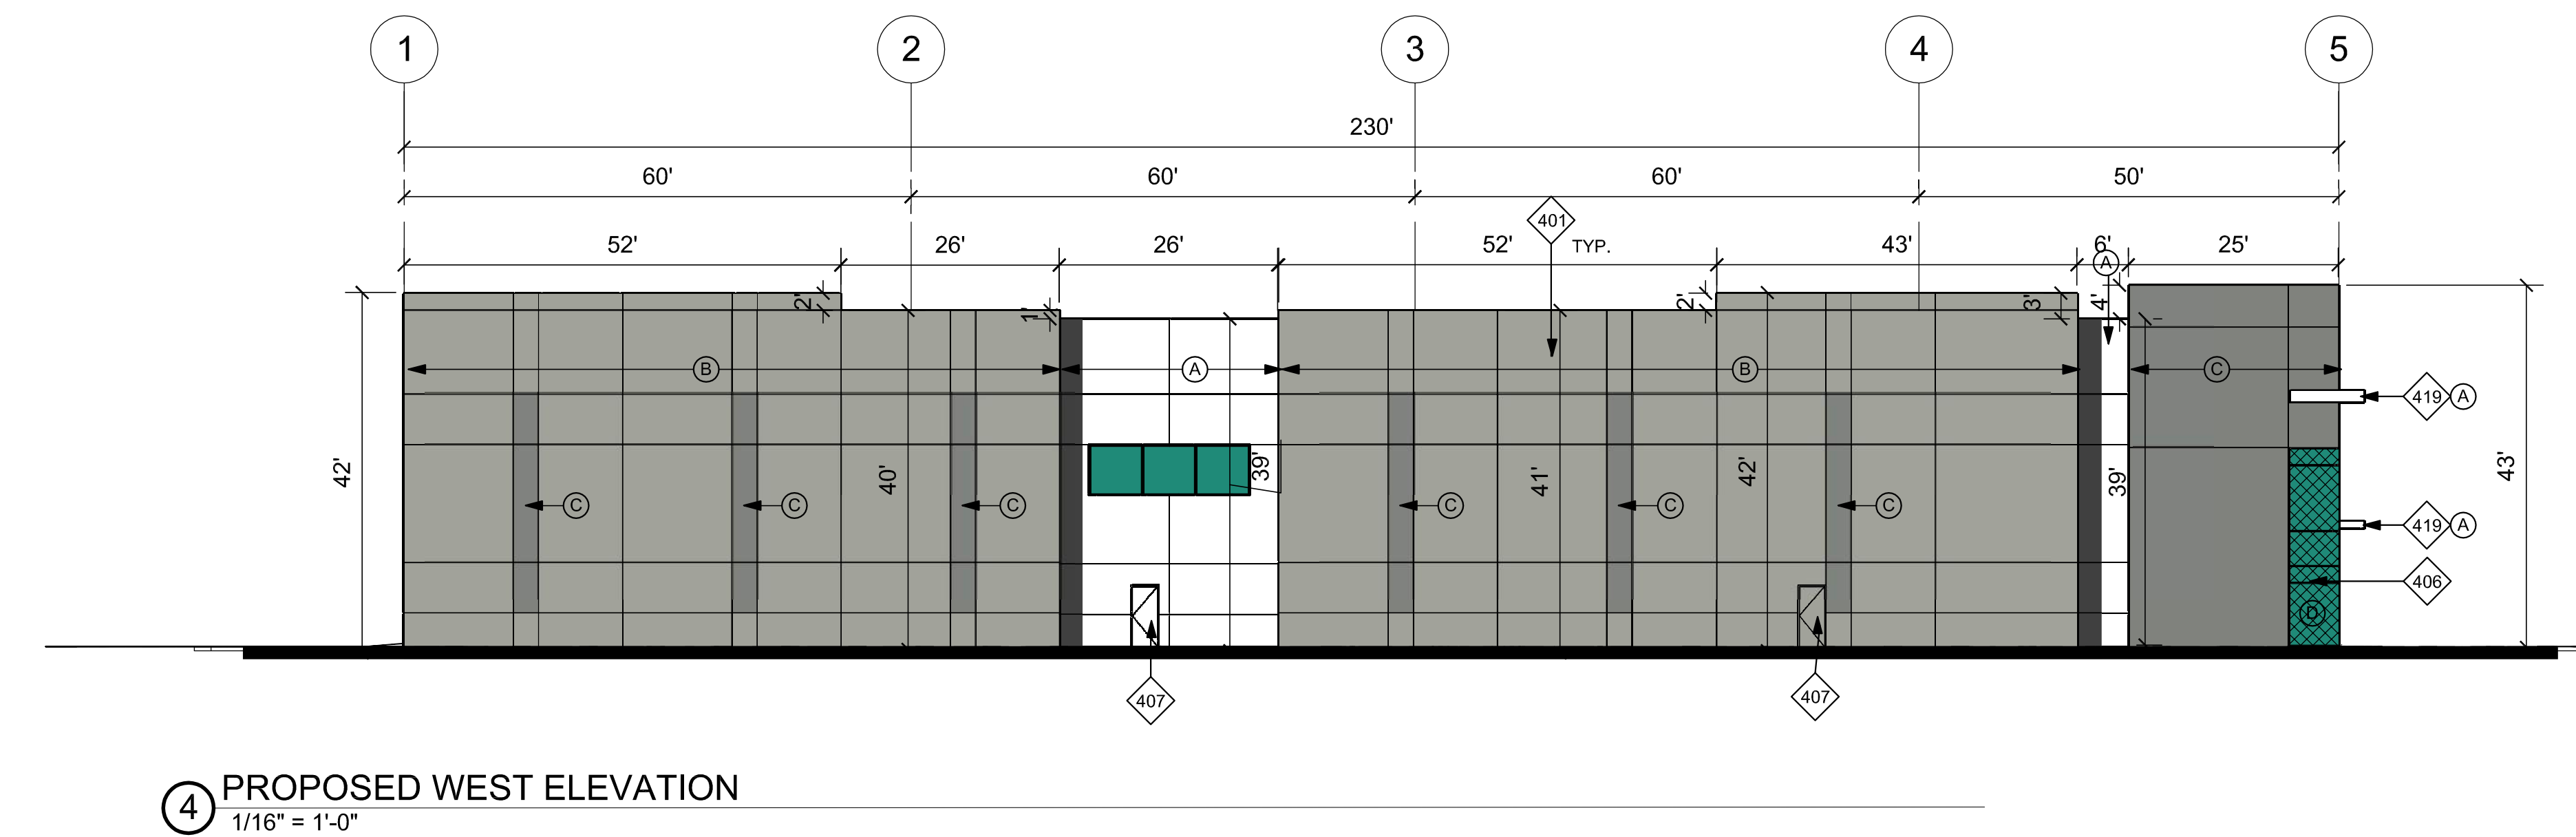 1 2 3 4 5
230'
60' 60' 60' 50'
401
52' 26' 26' 52' TYP. 43' 6' 25'
A
2' 1' 2' 3' 4'
B A B C
419 A
42' 40' 39' 41' 42' 39' 43'
C C C C C C
419 A
406
D
407 407
4 PROPOSED WEST ELEVATION
1/16" = 1'-0"